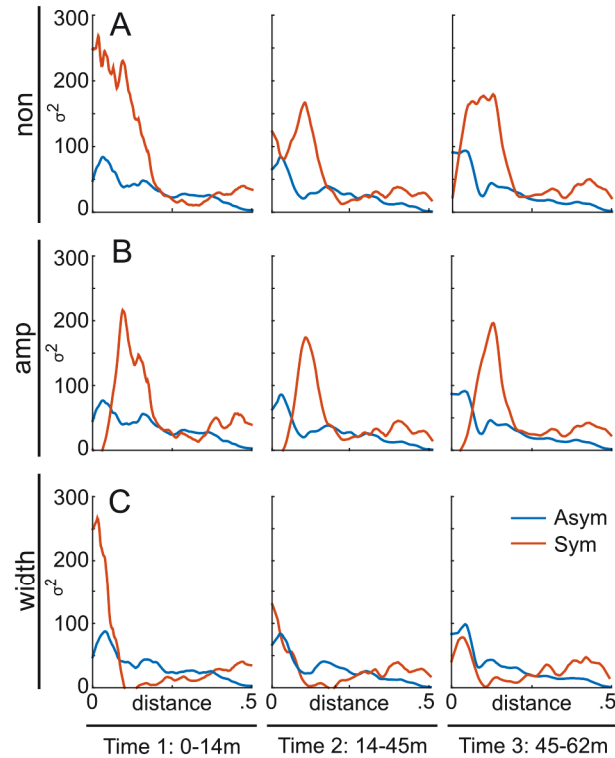 A
300
200
100
0
σ²
non
B
300
200
100
0
σ²
amp
C
300
200
100
0
σ²
width
Asym
Sym
0 distance .5
0 distance .5
0 distance .5
Time 1: 0-14m
Time 2: 14-45m
Time 3: 45-62m